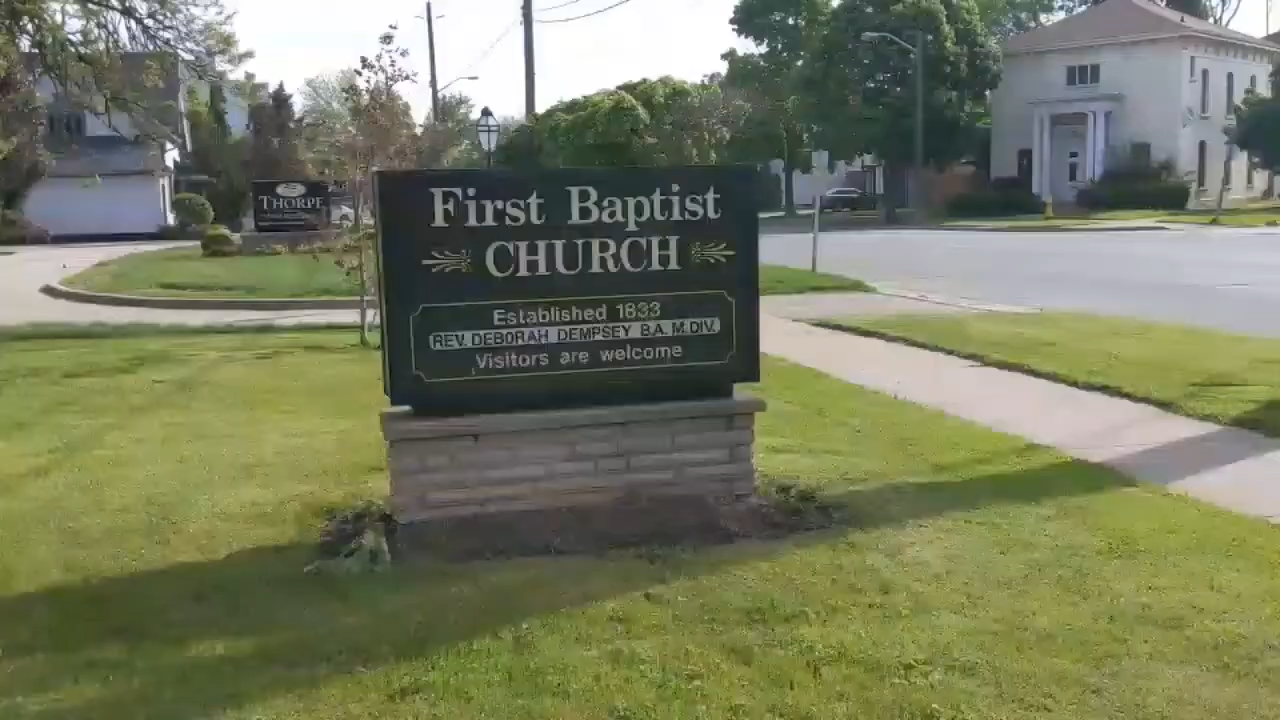 First Baptist
CHURCH
Established 1833
REV. DEBORAH DEMPSEY B.A. M.DIV.
Visitors are welcome
THORPE